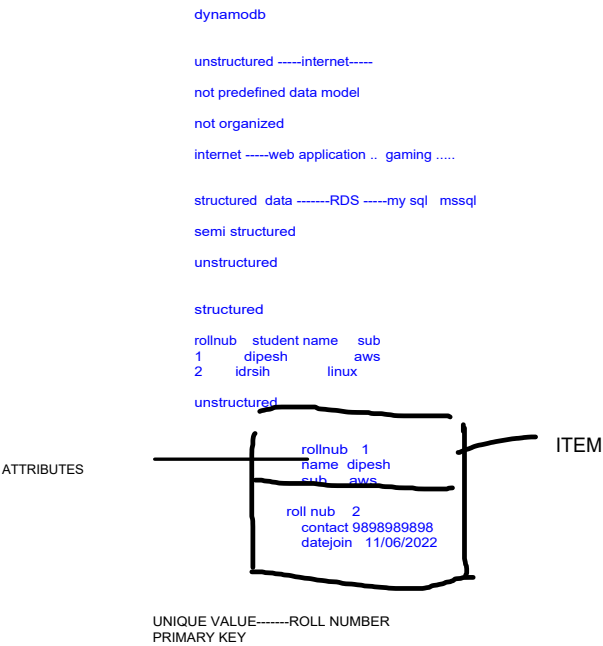 dynamodb
unstructured -----internet-----
not predefined data model
not organized
internet -----web application .. gaming .....
structured data -------RDS -----my sql mssql
semi structured
unstructured
structured
rollnub student name sub
1 dipesh aws
2 idrsih linux
unstructured
ITEM
rollnub 1
name dipesh
ATTRIBUTES
sub aws
roll nub 2
contact 9898989898
datejoin 11/06/2022
UNIQUE VALUE-------ROLL NUMBER
PRIMARY KEY